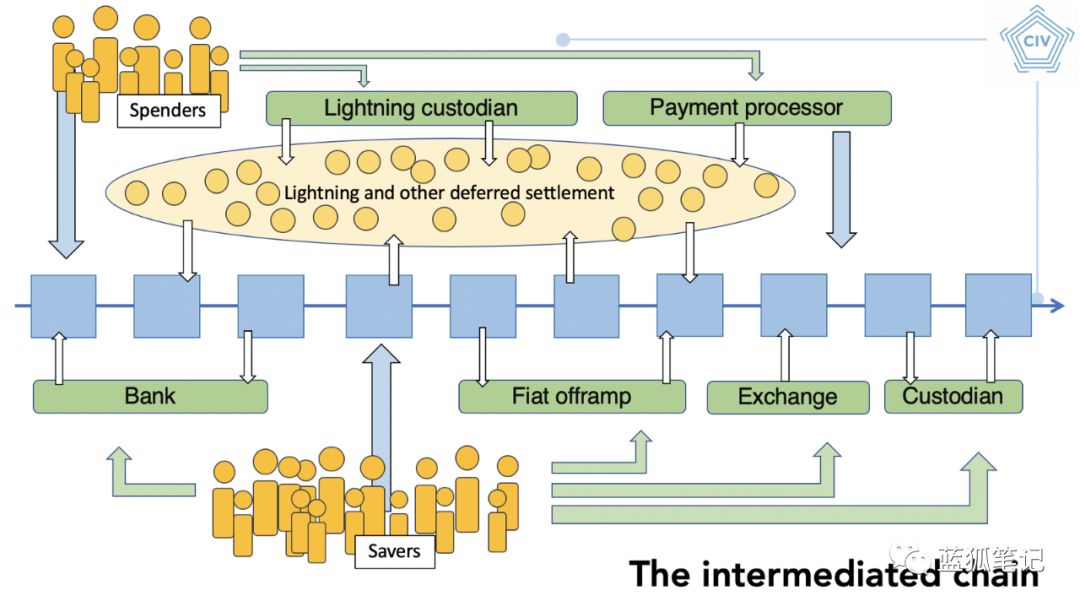 CIV
Spenders
Lightning custodian
Payment processor
Lightning and other deferred settlement
Bank
Fiat offramp
Exchange
Custodian
Savers
蓝狐笔记
The intermediated chain